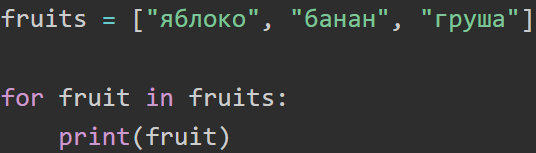 fruits = ["яблоко", "банан", "груша"]
for fruit in fruits:
    print(fruit)